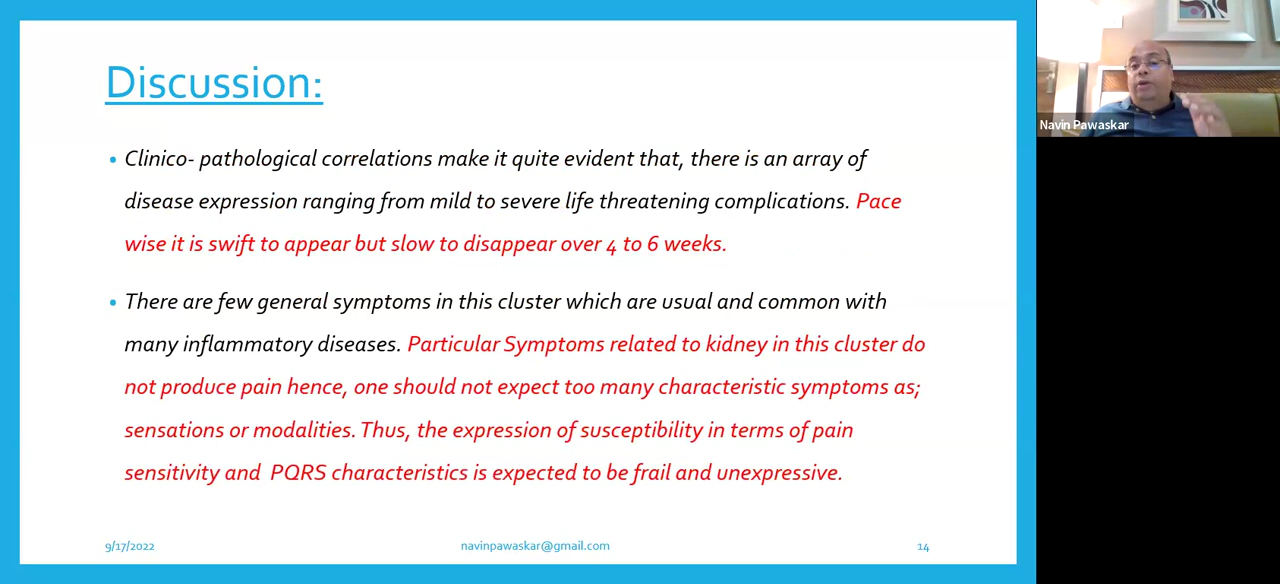 Discussion:
• Clinico- pathological correlations make it quite evident that, there is an array of
disease expression ranging from mild to severe life threatening complications. Pace
wise it is swift to appear but slow to disappear over 4 to 6 weeks.
• There are few general symptoms in this cluster which are usual and common with
many inflammatory diseases. Particular Symptoms related to kidney in this cluster do
not produce pain hence, one should not expect too many characteristic symptoms as;
sensations or modalities. Thus, the expression of susceptibility in terms of pain
sensitivity and PQRS characteristics is expected to be frail and unexpressive.
9/17/2022
navinpawaskar@gmail.com
14
Navin Pawaskar